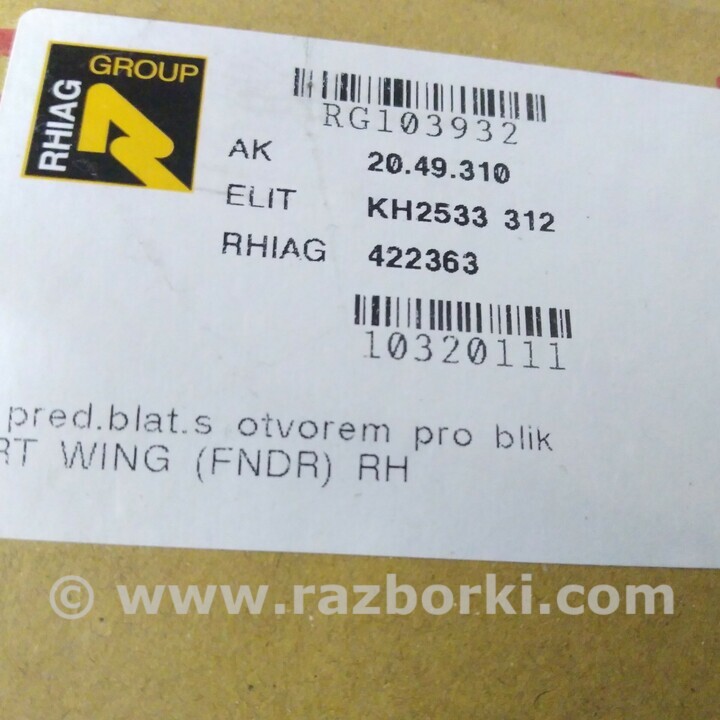 RHIAG GROUP
RG103932
AK 20.49.310
ELIT KH2533 312
RHIAG 422363
10320111
pred.blat.s otvorem pro blik
WING (FNDR) RH
© www.razborki.com